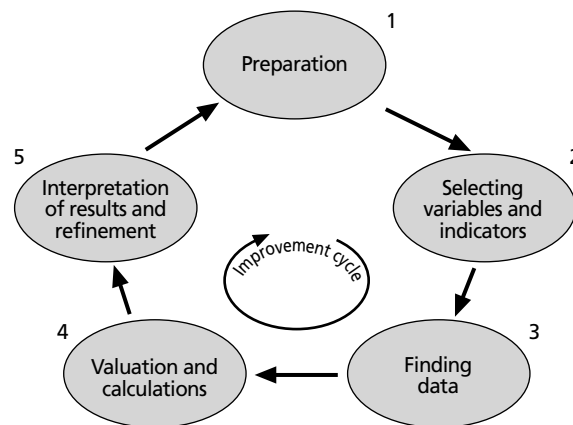 1
Preparation
2
Selecting
variables and
indicators
3
Finding
data
4
Valuation and
calculations
5
Interpretation
of results and
refinement
Improvement cycle